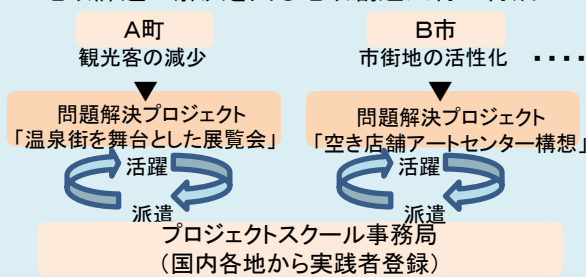 A町
観光客の減少
B市
市街地の活性化 ・・・・
問題解決プロジェクト
「温泉街を舞台とした展覧会」
問題解決プロジェクト
「空き店舗アートセンター構想」
活躍
派遣
活躍
派遣
プロジェクトスクール事務局
(国内各地から実践者登録)